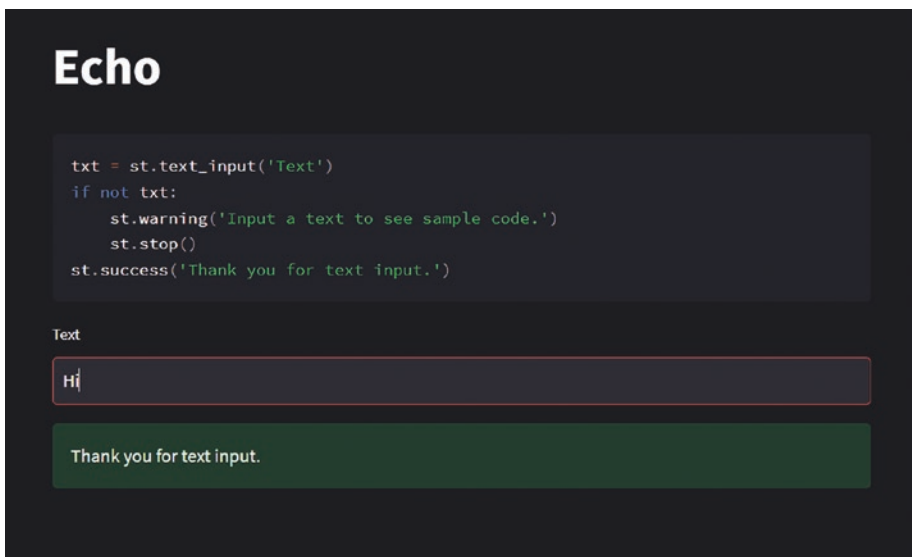 Echo
txt = st.text_input('Text')
if not txt:
    st.warning('Input a text to see sample code.')
    st.stop()
st.success('Thank you for text input.')
Text
Hi
Thank you for text input.